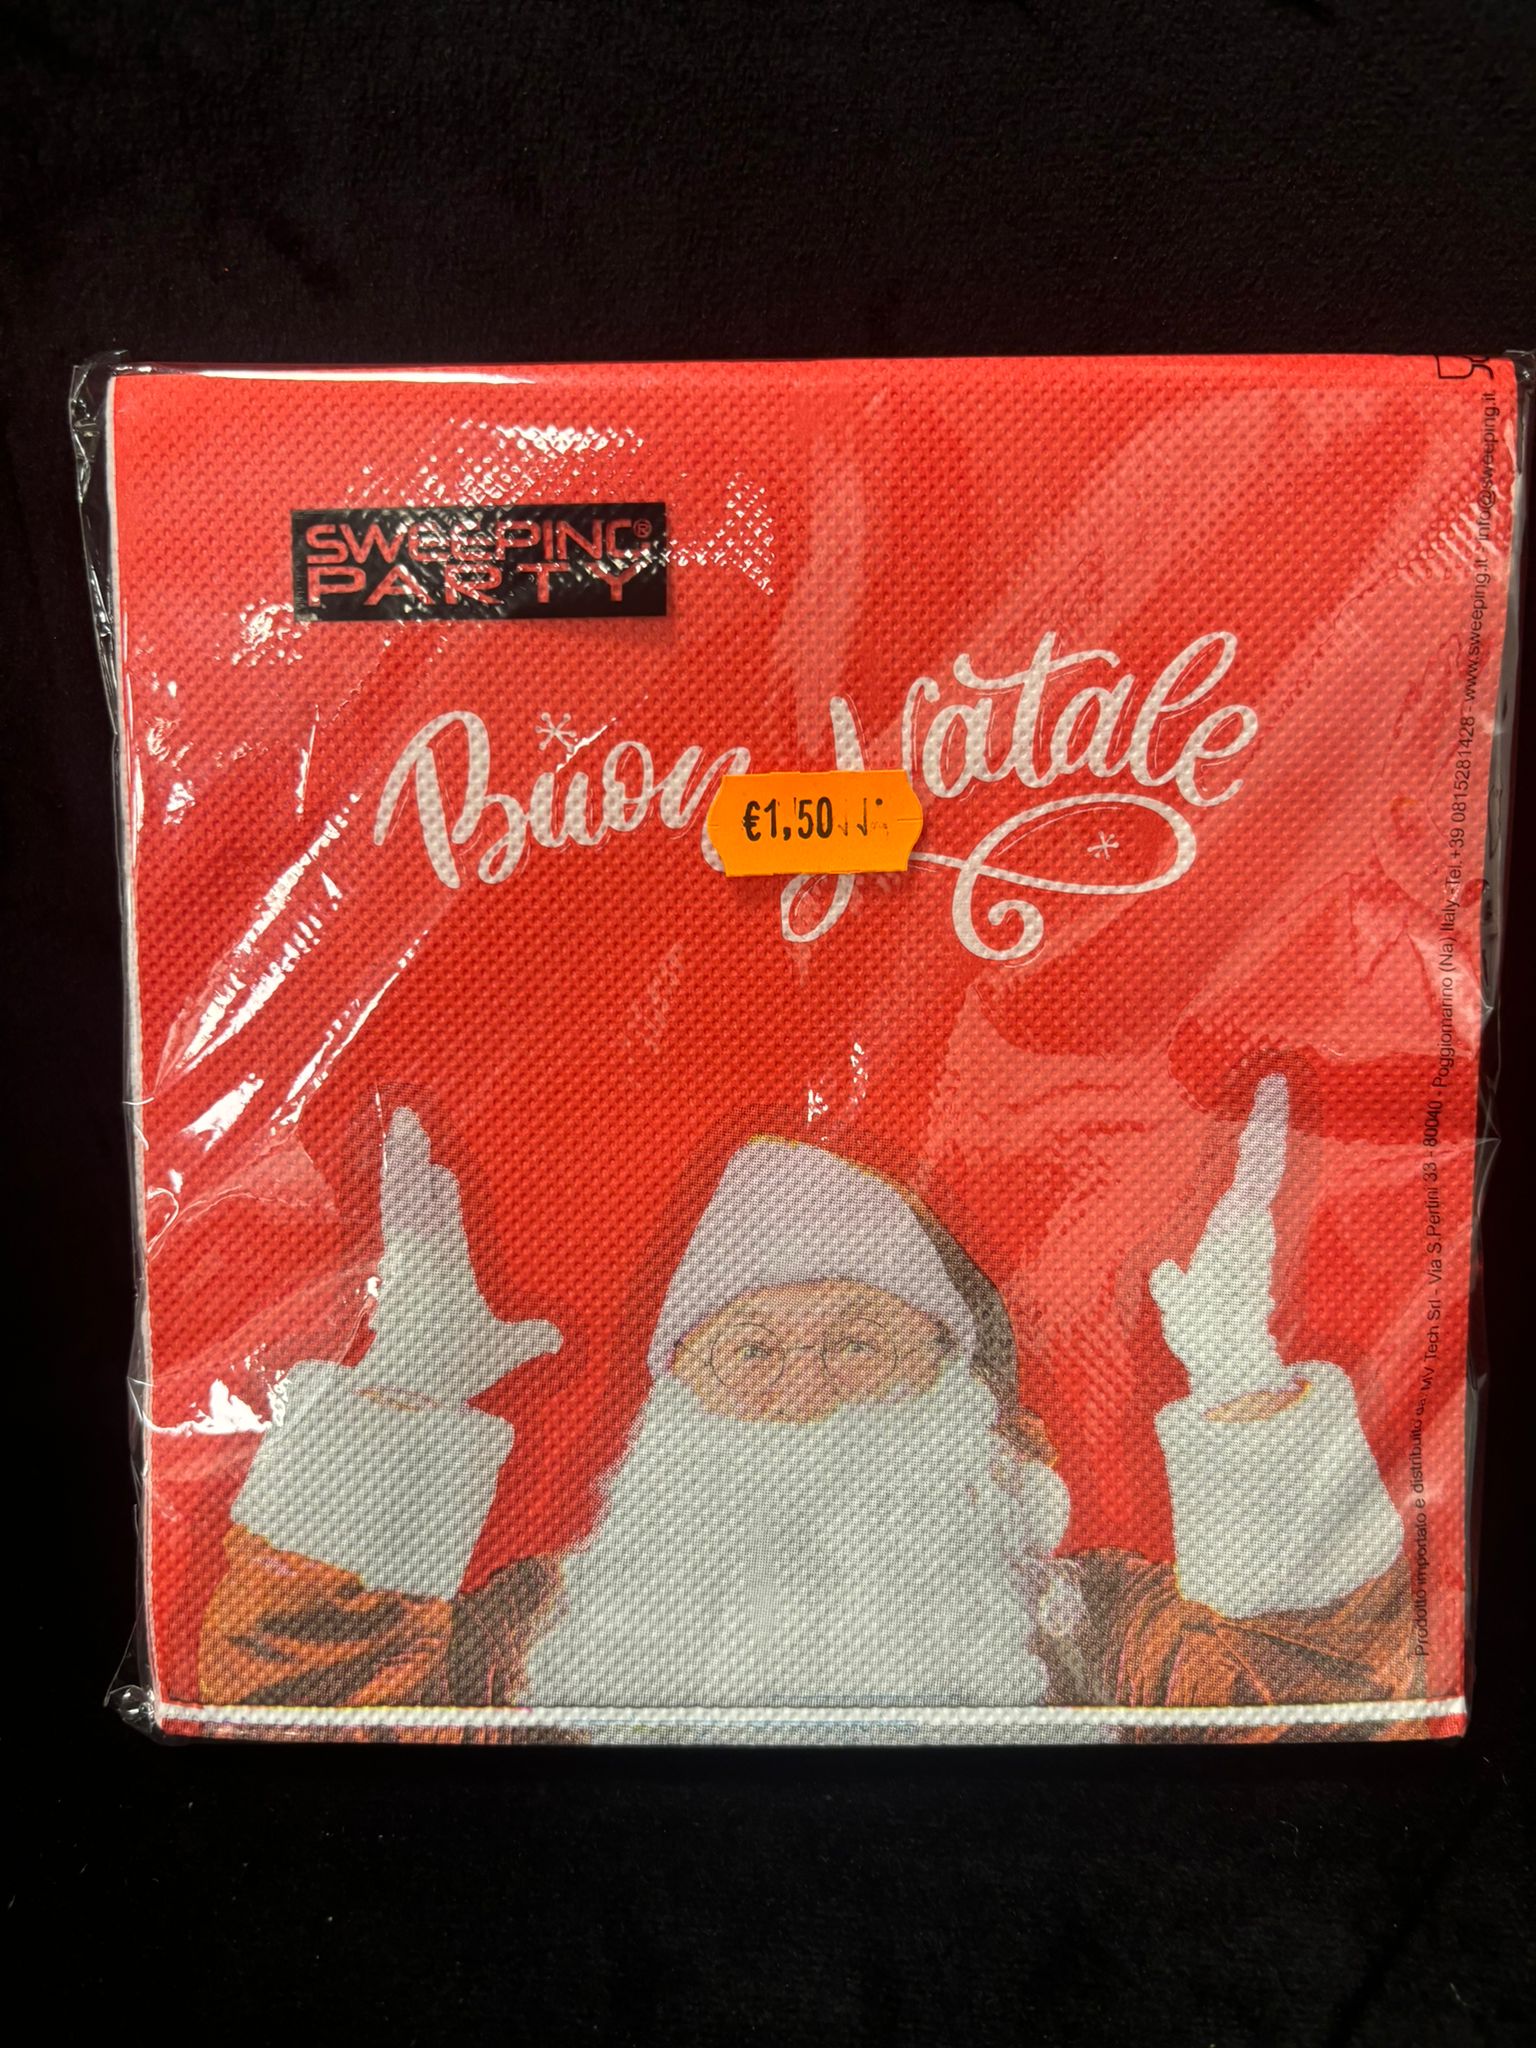 SWEEPING®
PARTY
Buon Natale
€1,50
Prodotto importato e distribuito da MV Tech Srl - Via S.Pertini 33 - 80040 Poggiomarino (Na) Italy - Tel.+39 0815281428 - www.sweeping.it - info@sweeping.it